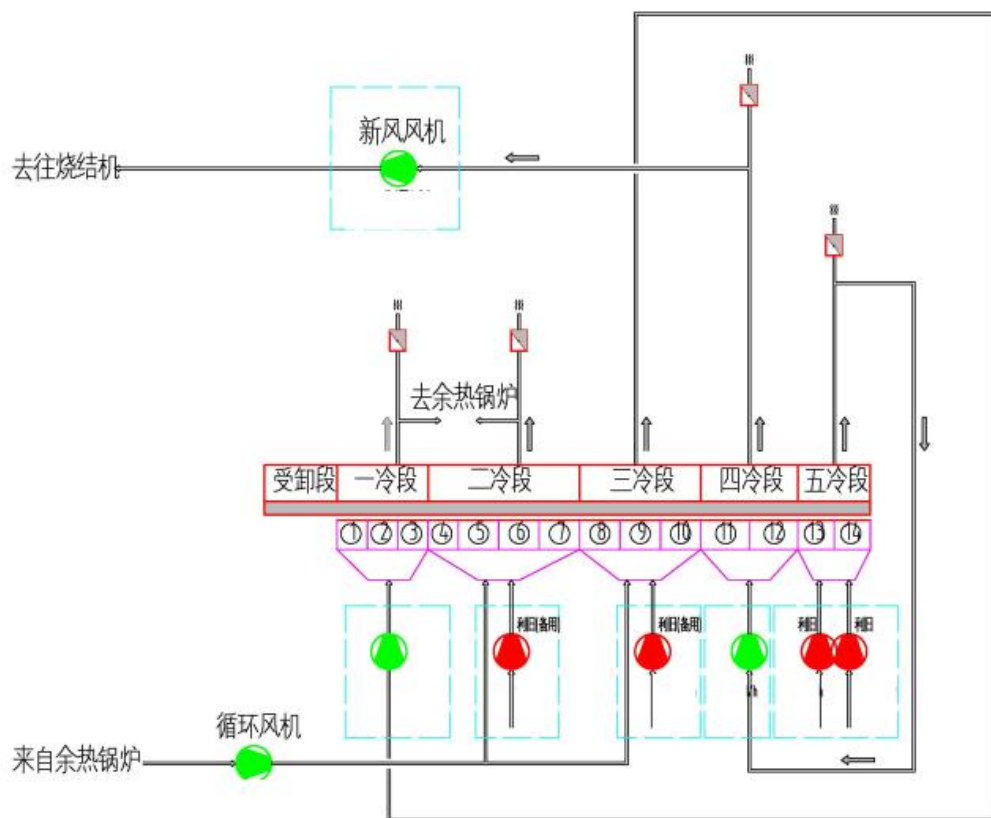 新风风机
去往烧结机
去余热锅炉
受卸段 一冷段 二冷段 三冷段 四冷段 五冷段
① ② ③ ④ ⑤ ⑥ ⑦ ⑧ ⑨ ⑩ ⑪ ⑫ ⑬ ⑭
利旧(备用) 利旧(备用) 利旧 利旧
循环风机
来自余热锅炉